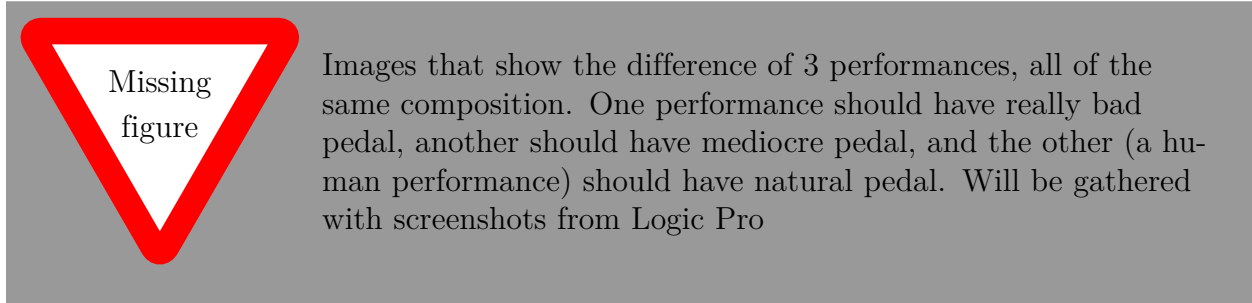 Missing
figure
Images that show the difference of 3 performances, all of the
same composition. One performance should have really bad
pedal, another should have mediocre pedal, and the other (a hu-
man performance) should have natural pedal. Will be gathered
with screenshots from Logic Pro